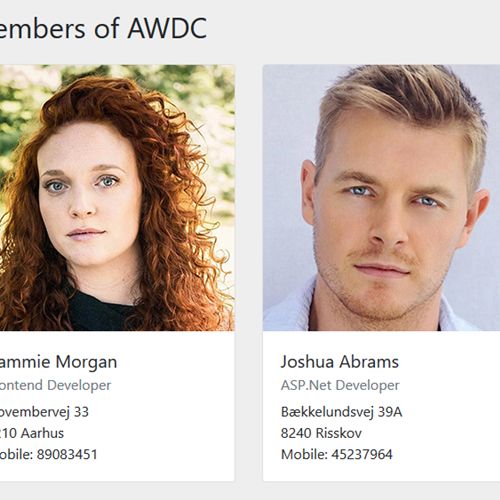 embers of AWDC
ammie Morgan
ontend Developer
ovembervej 33
210 Aarhus
obile: 89083451
Joshua Abrams
ASP.Net Developer
Bækkelundsvej 39A
8240 Risskov
Mobile: 45237964